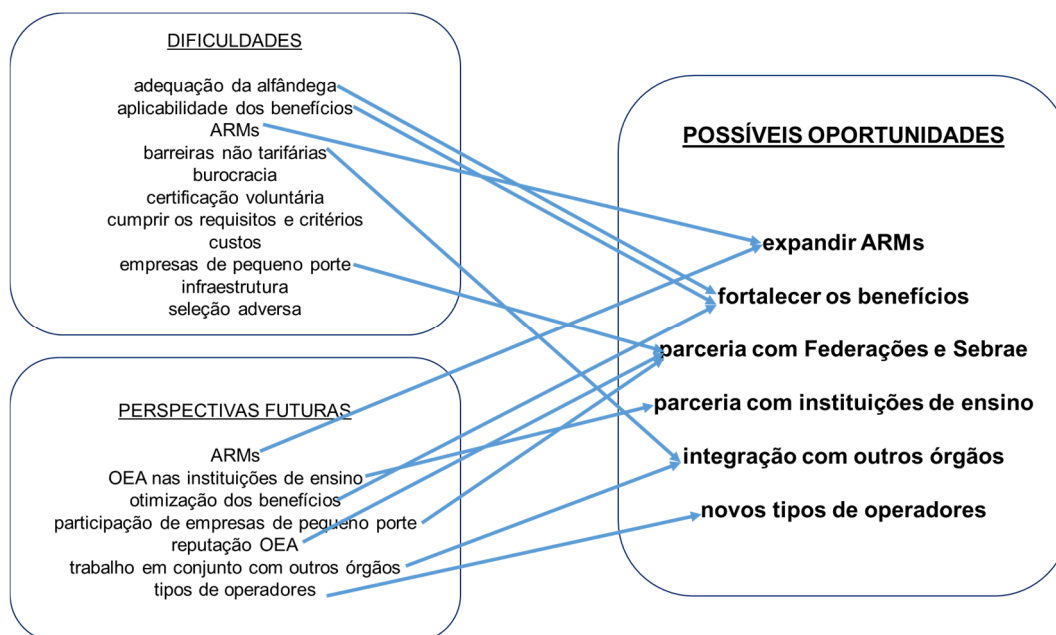 DIFICULDADES
adequação da alfândega
aplicabilidade dos benefícios
ARMs
barreiras não tarifárias
burocracia
certificação voluntária
cumprir os requisitos e critérios
custos
empresas de pequeno porte
infraestrutura
seleção adversa
PERSPECTIVAS FUTURAS
ARMs
OEA nas instituições de ensino
otimização dos benefícios
participação de empresas de pequeno porte
reputação OEA
trabalho em conjunto com outros órgãos
tipos de operadores
POSSÍVEIS OPORTUNIDADES
expandir ARMs
fortalecer os benefícios
parceria com Federações e Sebrae
parceria com instituições de ensino
integração com outros órgãos
novos tipos de operadores